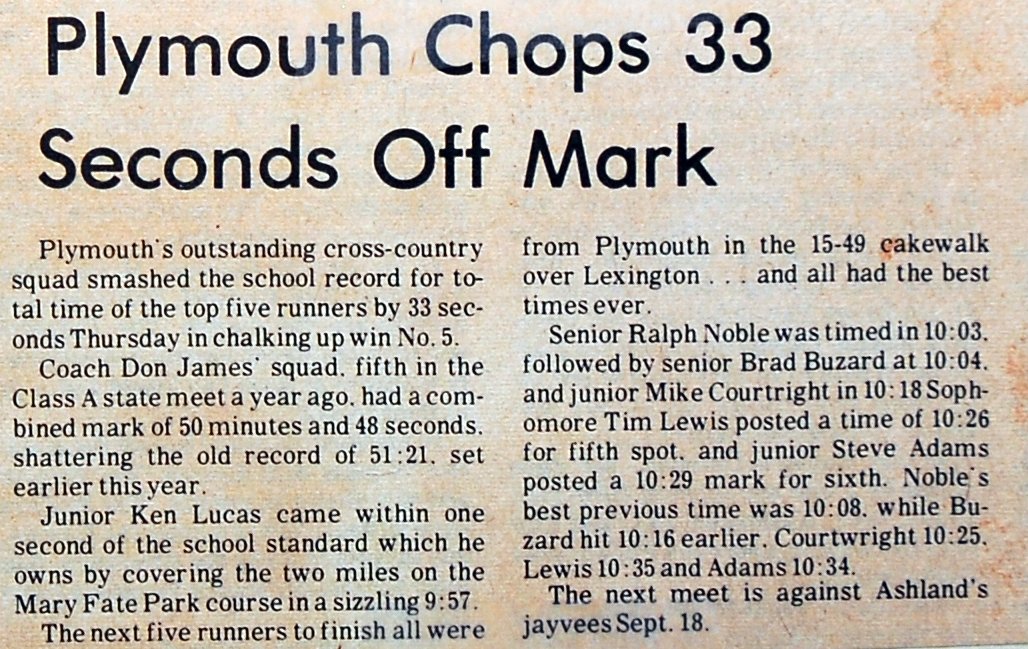 Plymouth Chops 33
Seconds Off Mark
Plymouth's outstanding cross-country
squad smashed the school record for to-
tal time of the top five runners by 33 sec-
onds Thursday in chalking up win No. 5.
Coach Don James' squad, fifth in the
Class A state meet a year ago, had a com-
bined mark of 50 minutes and 48 seconds,
shattering the old record of 51:21, set
earlier this year.
Junior Ken Lucas came within one
second of the school standard which he
owns by covering the two miles on the
Mary Fate Park course in a sizzling 9:57.
The next five runners to finish all were
from Plymouth in the 15-49 cakewalk
over Lexington . . . and all had the best
times ever.
Senior Ralph Noble was timed in 10:03,
followed by senior Brad Buzard at 10:04,
and junior Mike Courtright in 10:18 Soph-
omore Tim Lewis posted a time of 10:26
for fifth spot, and junior Steve Adams
posted a 10:29 mark for sixth. Noble's
best previous time was 10:08, while Bu-
zard hit 10:16 earlier, Courtwright 10:25,
Lewis 10:35 and Adams 10:34.
The next meet is against Ashland's
jayvees Sept. 18.